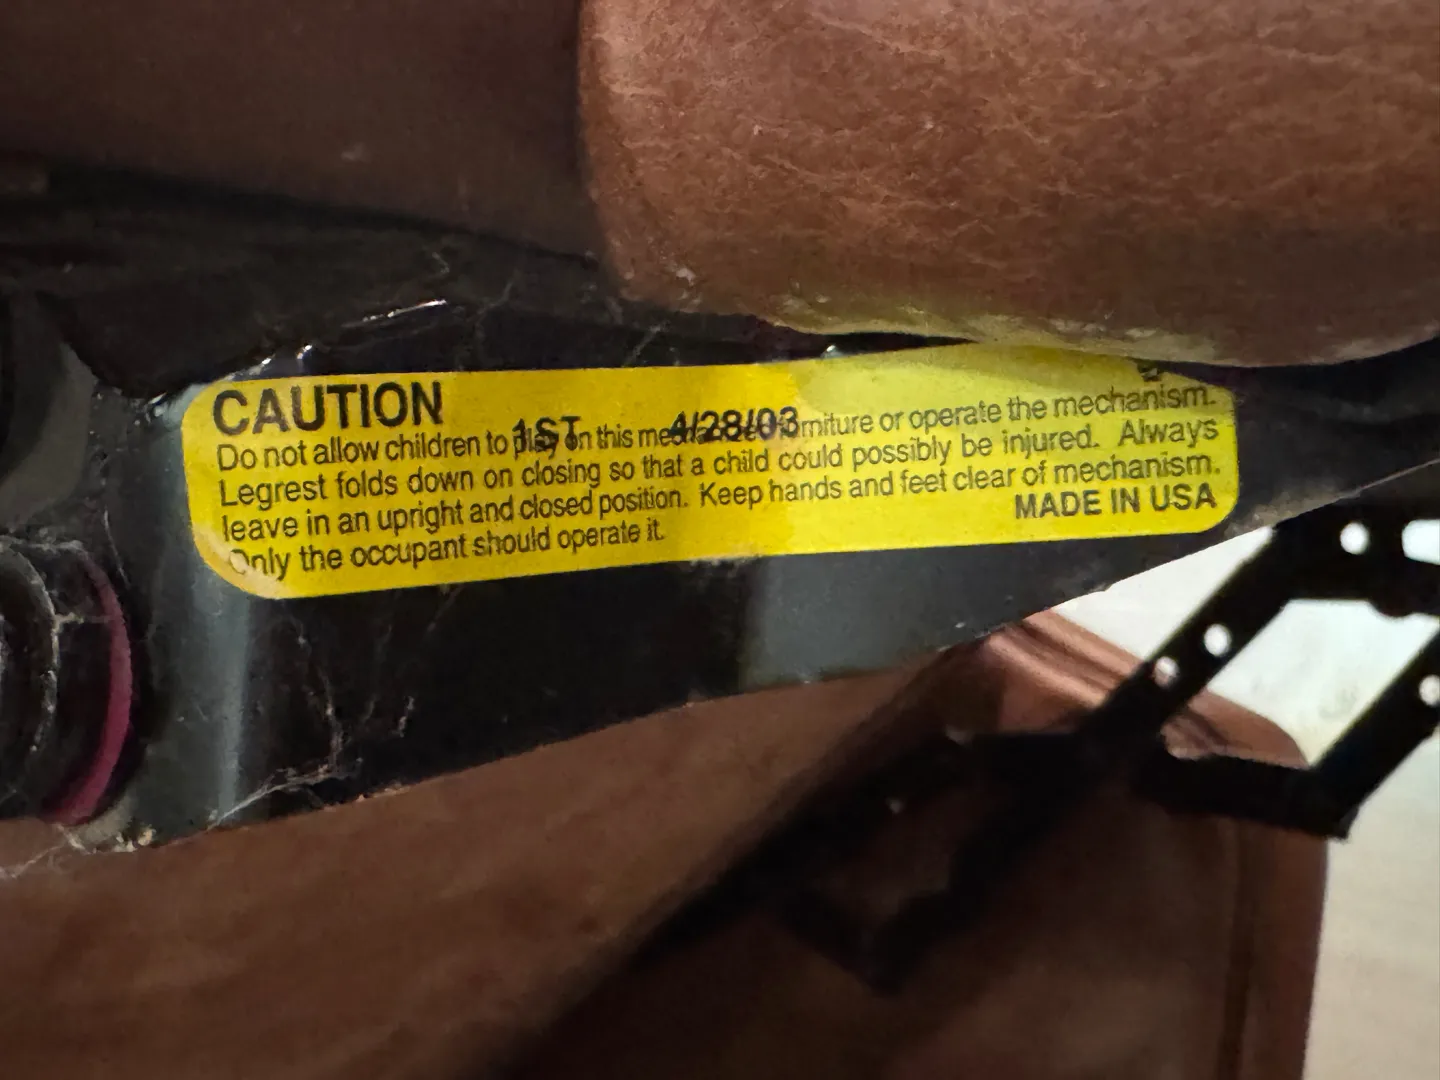 CAUTION
1ST 4/28/03
Do not allow children to play on this mechanized furniture or operate the mechanism.
Legrest folds down on closing so that a child could possibly be injured. Always
leave in an upright and closed position. Keep hands and feet clear of mechanism.
Only the occupant should operate it.
MADE IN USA